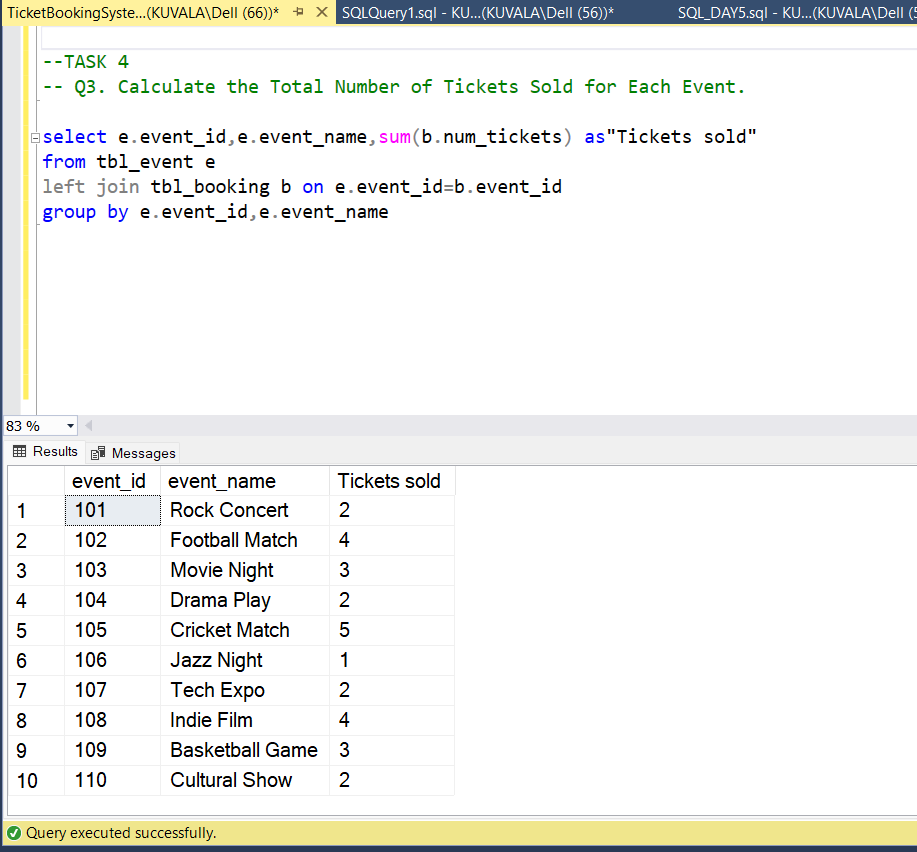 TicketBookingSyste...(KUVALA\Dell (66))* SQLQuery1.sql - KU...(KUVALA\Dell (56))* SQL_DAY5.sql - KU...(KUVALA\Dell (5
--TASK 4
-- Q3. Calculate the Total Number of Tickets Sold for Each Event.
select e.event_id,e.event_name,sum(b.num_tickets) as"Tickets sold"
from tbl_event e
left join tbl_booking b on e.event_id=b.event_id
group by e.event_id,e.event_name
83 %
Results Messages
event_id event_name Tickets sold
1 101 Rock Concert 2
2 102 Football Match 4
3 103 Movie Night 3
4 104 Drama Play 2
5 105 Cricket Match 5
6 106 Jazz Night 1
7 107 Tech Expo 2
8 108 Indie Film 4
9 109 Basketball Game 3
10 110 Cultural Show 2
Query executed successfully.